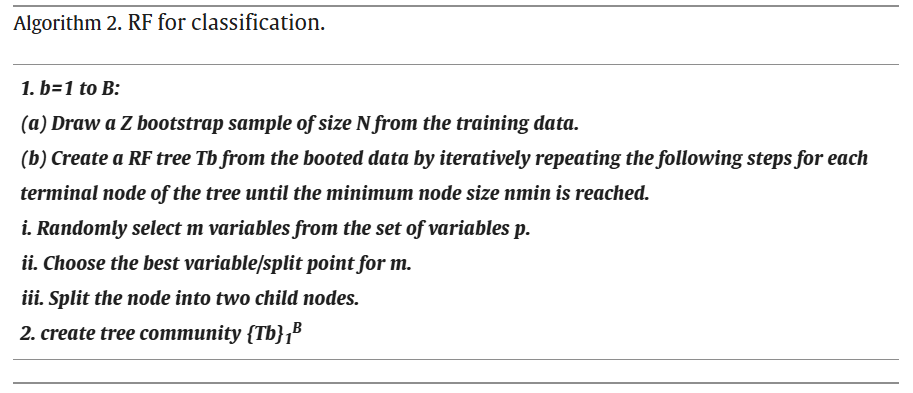 Algorithm 2. RF for classification.
1. b=1 to B:
(a) Draw a Z bootstrap sample of size N from the training data.
(b) Create a RF tree Tb from the booted data by iteratively repeating the following steps for each
terminal node of the tree until the minimum node size nmin is reached.
i. Randomly select m variables from the set of variables p.
ii. Choose the best variable/split point for m.
iii. Split the node into two child nodes.
2. create tree community {Tb}₁ᴮ